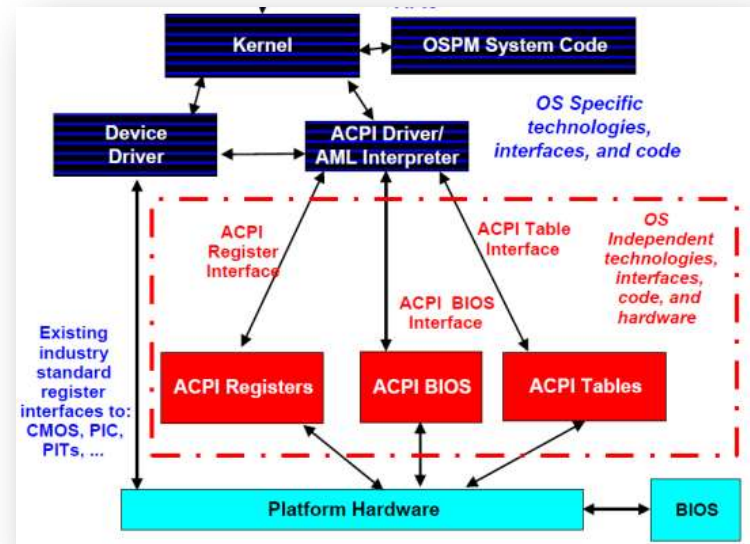 Kernel
OSPM System Code
OS Specific
technologies,
interfaces, and code
Device
Driver
ACPI Driver/
AML Interpreter
ACPI
Register
Interface
ACPI Table
Interface
OS
Independent
technologies,
interfaces,
code, and
hardware
ACPI BIOS
Interface
Existing
industry
standard
register
interfaces to:
CMOS, PIC,
PITs, ...
ACPI Registers
ACPI BIOS
ACPI Tables
Platform Hardware
BIOS